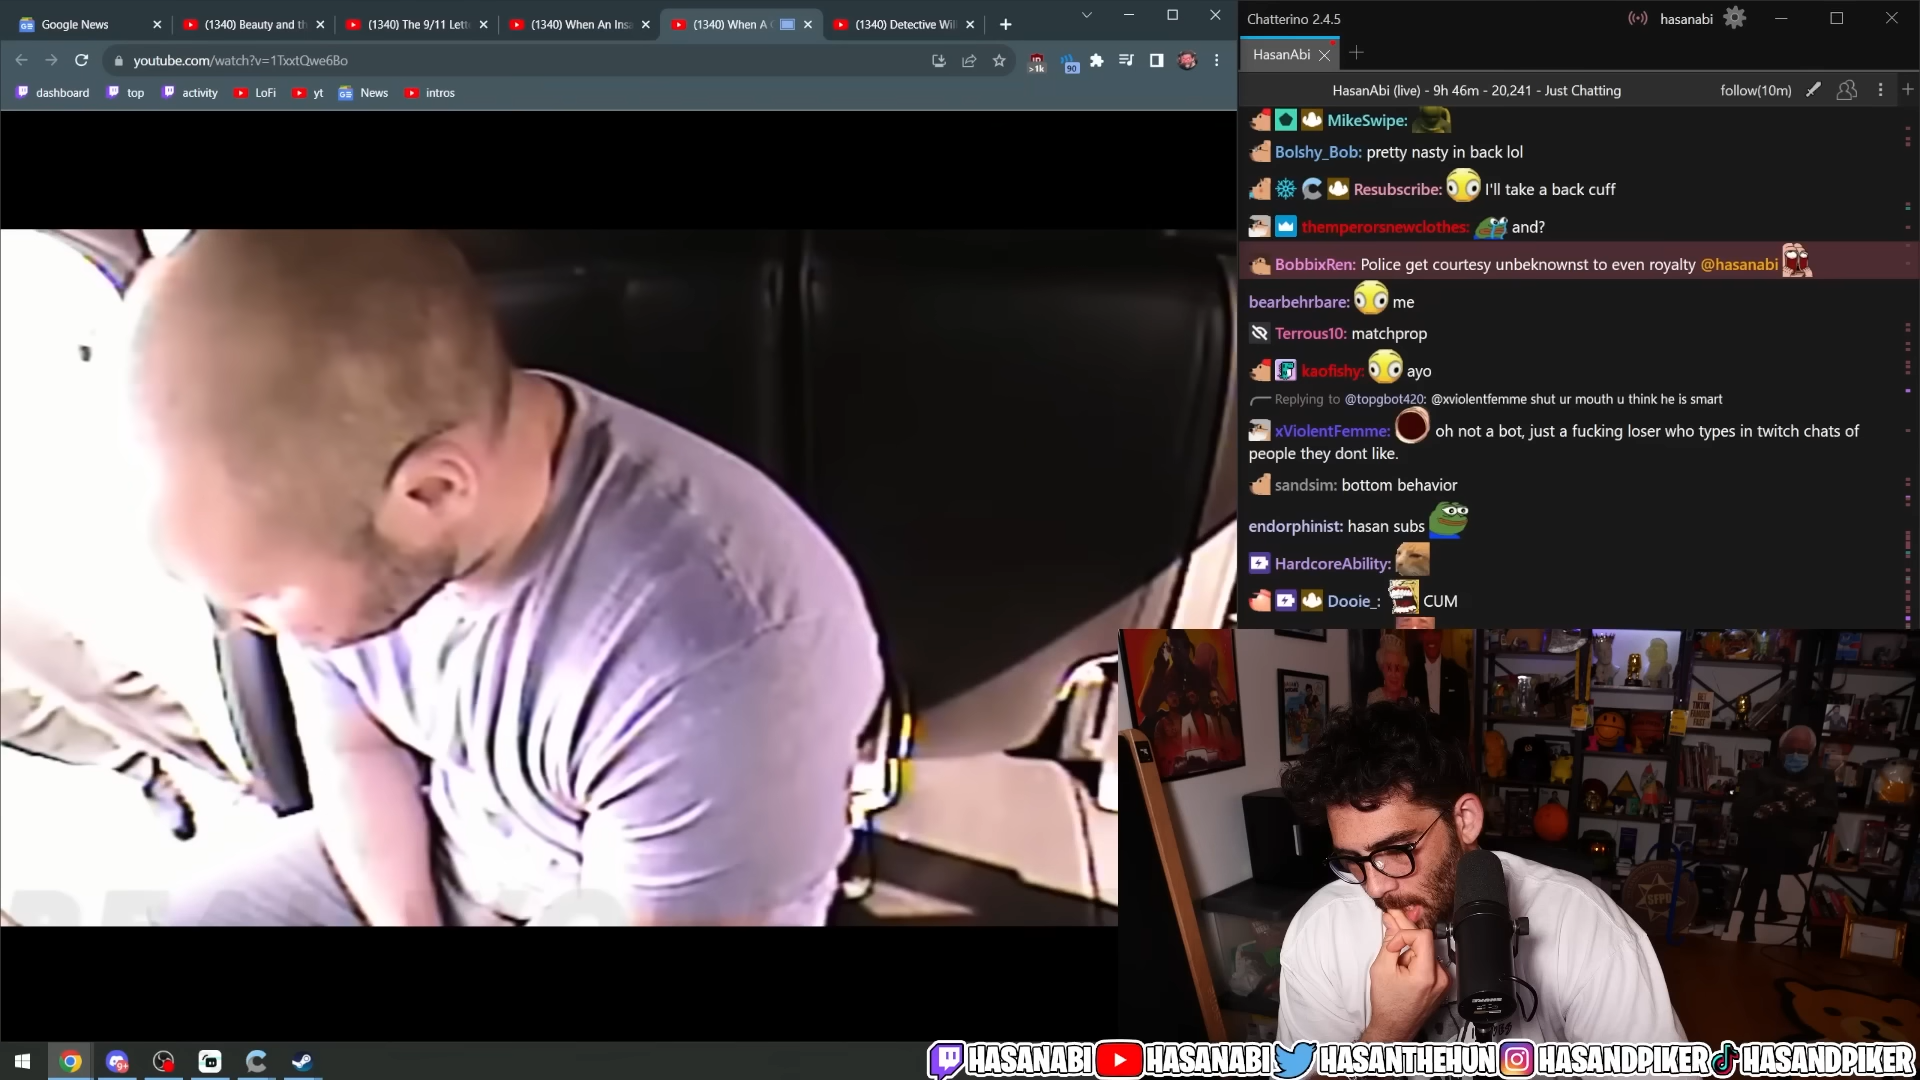 Google News
(1340) Beauty and th
(1340) The 9/11 Lett
(1340) When An Insa
(1340) When A
(1340) Detective Wil
youtube.com/watch?v=1TxxtQwe6Bo
>1k
90
dashboard
top
activity
LoFi
yt
News
intros
Chatterino 2.4.5
hasanabi
HasanAbi
HasanAbi (live) - 9h 46m - 20,241 - Just Chatting
follow(10m)
MikeSwipe:
Bolshy_Bob: pretty nasty in back lol
Resubscribe: I'll take a back cuff
themperorsnewclothes: and?
BobbixRen: Police get courtesy unbeknownst to even royalty @hasanabi
bearbehrbare: me
Terrous10: matchprop
kaofishy: ayo
Replying to @topgbot420: @xviolentfemme shut ur mouth u think he is smart
xViolentFemme: oh not a bot, just a fucking loser who types in twitch chats of
people they dont like.
sandsim: bottom behavior
endorphinist: hasan subs
HardcoreAbility:
Dooie_: CUM
HASANABI HASANABI HASANTHEHUN HASANDPIKER HASANDPIKER